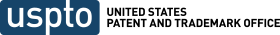 uspto
UNITED STATES
PATENT AND TRADEMARK OFFICE